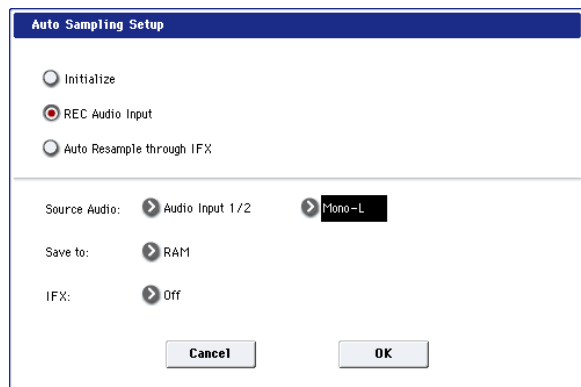 Auto Sampling Setup
Initialize
REC Audio Input
Auto Resample through IFX
Source Audio: Audio Input 1/2 Mono-L
Save to: RAM
IFX: Off
Cancel OK